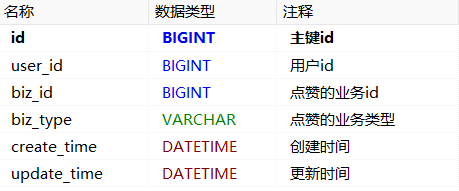 名称 数据类型 注释
id BIGINT 主键id
user_id BIGINT 用户id
biz_id BIGINT 点赞的业务id
biz_type VARCHAR 点赞的业务类型
create_time DATETIME 创建时间
update_time DATETIME 更新时间